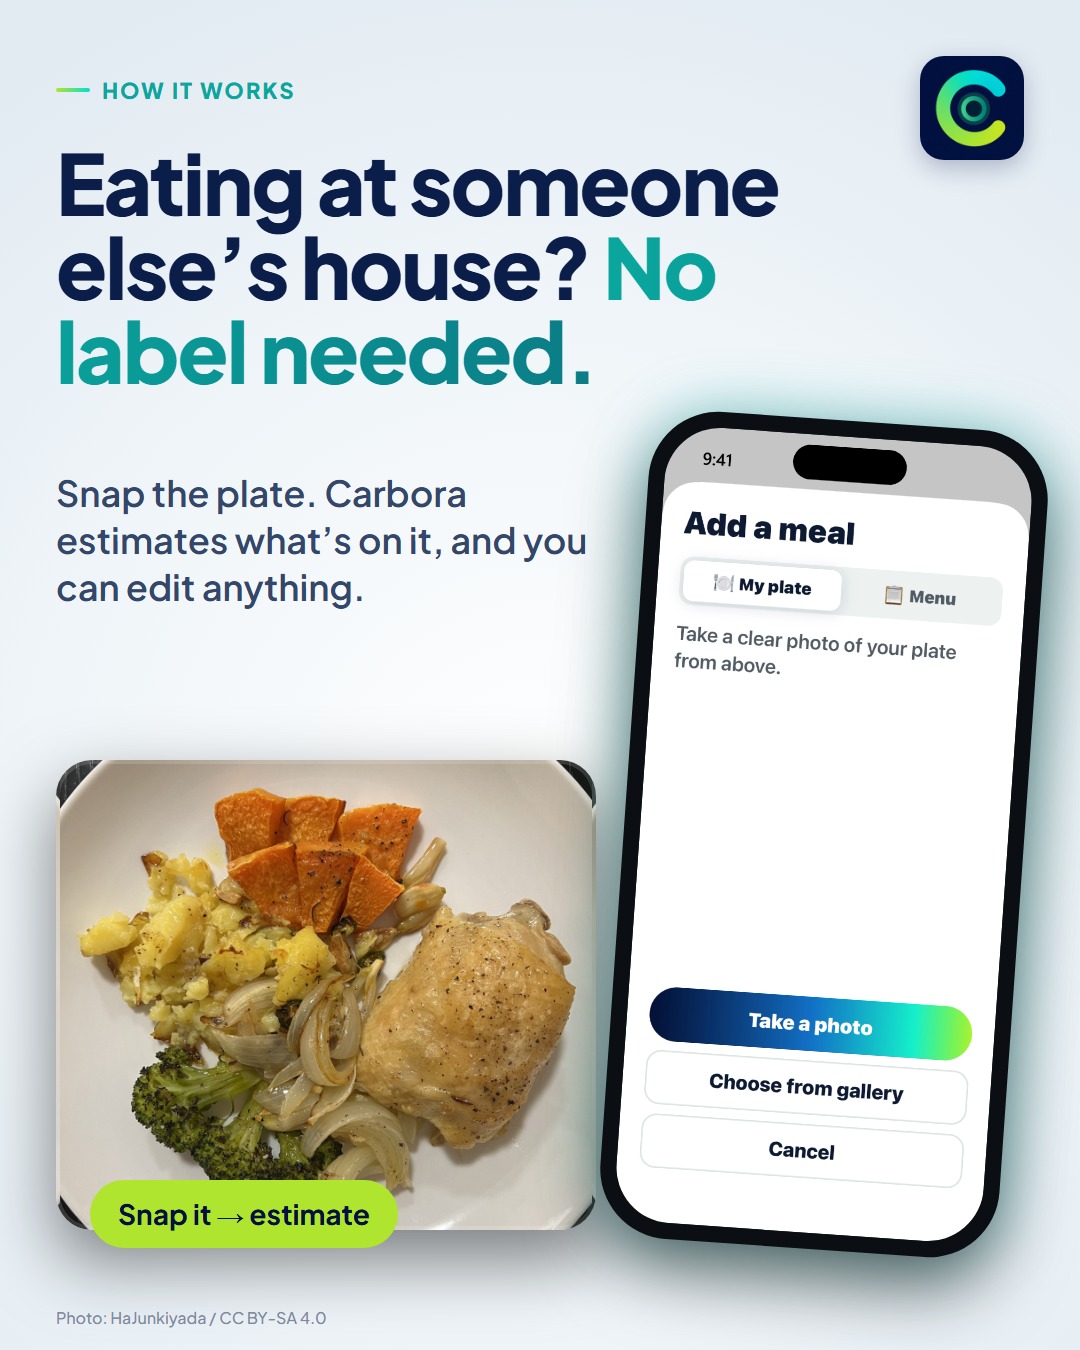 HOW IT WORKS
Eating at someone
else’s house? No
label needed.
Snap the plate. Carbora
estimates what’s on it, and you
can edit anything.
9:41
Add a meal
My plate
Menu
Take a clear photo of your plate
from above.
Take a photo
Choose from gallery
Cancel
Snap it → estimate
Photo: HaJunkiyada / CC BY-SA 4.0